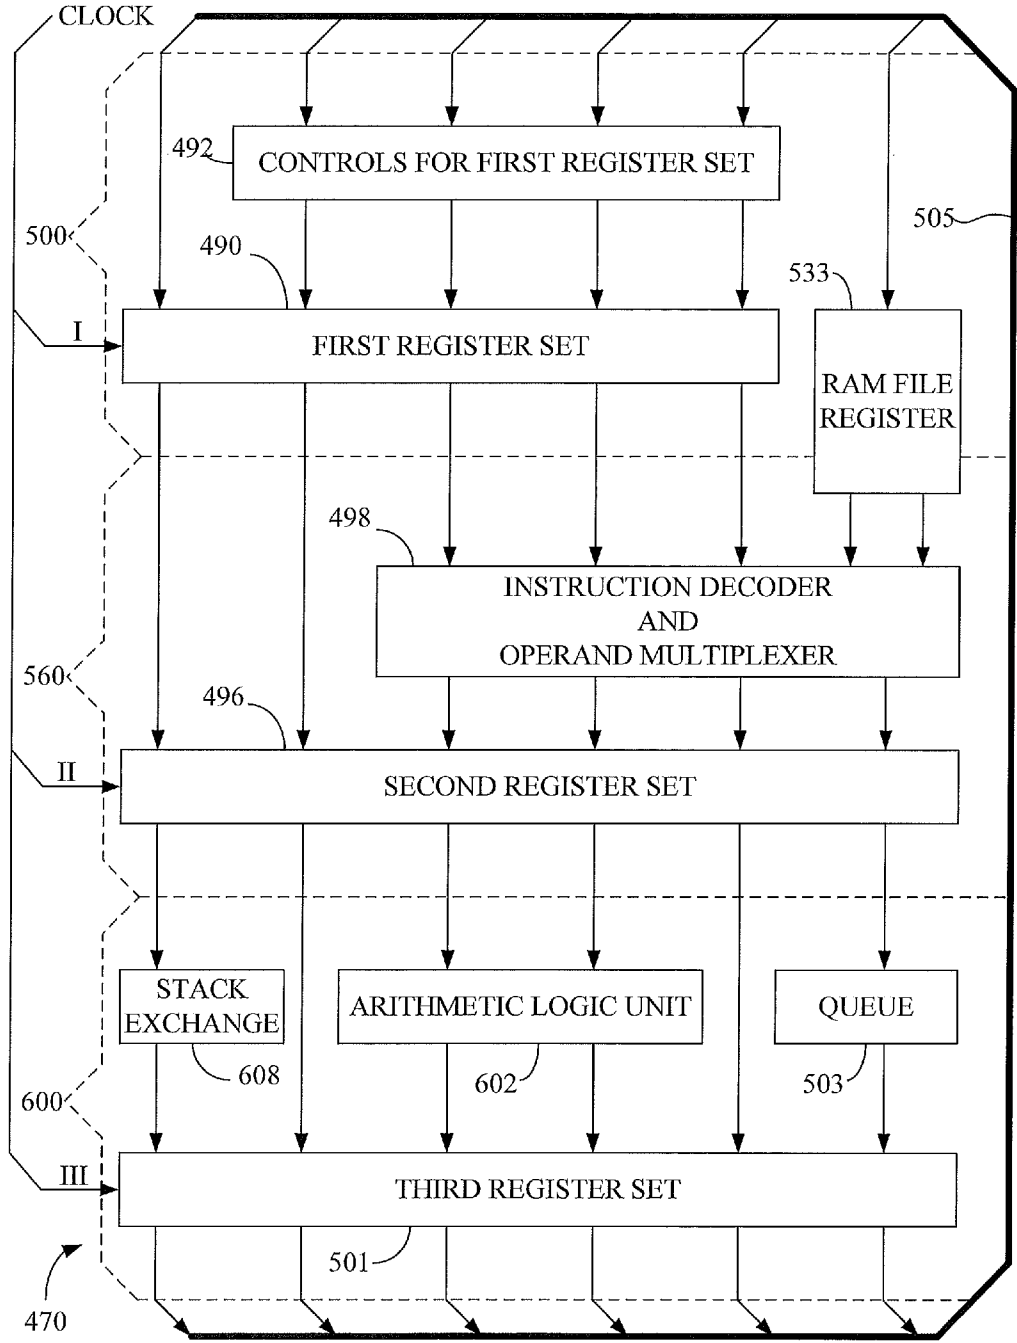 CLOCK
492
CONTROLS FOR FIRST REGISTER SET
505
500
490
533
I
FIRST REGISTER SET
RAM FILE
REGISTER
498
INSTRUCTION DECODER
AND
OPERAND MULTIPLEXER
560
496
II
SECOND REGISTER SET
STACK
EXCHANGE
ARITHMETIC LOGIC UNIT
QUEUE
608
602
503
600
III
THIRD REGISTER SET
501
470